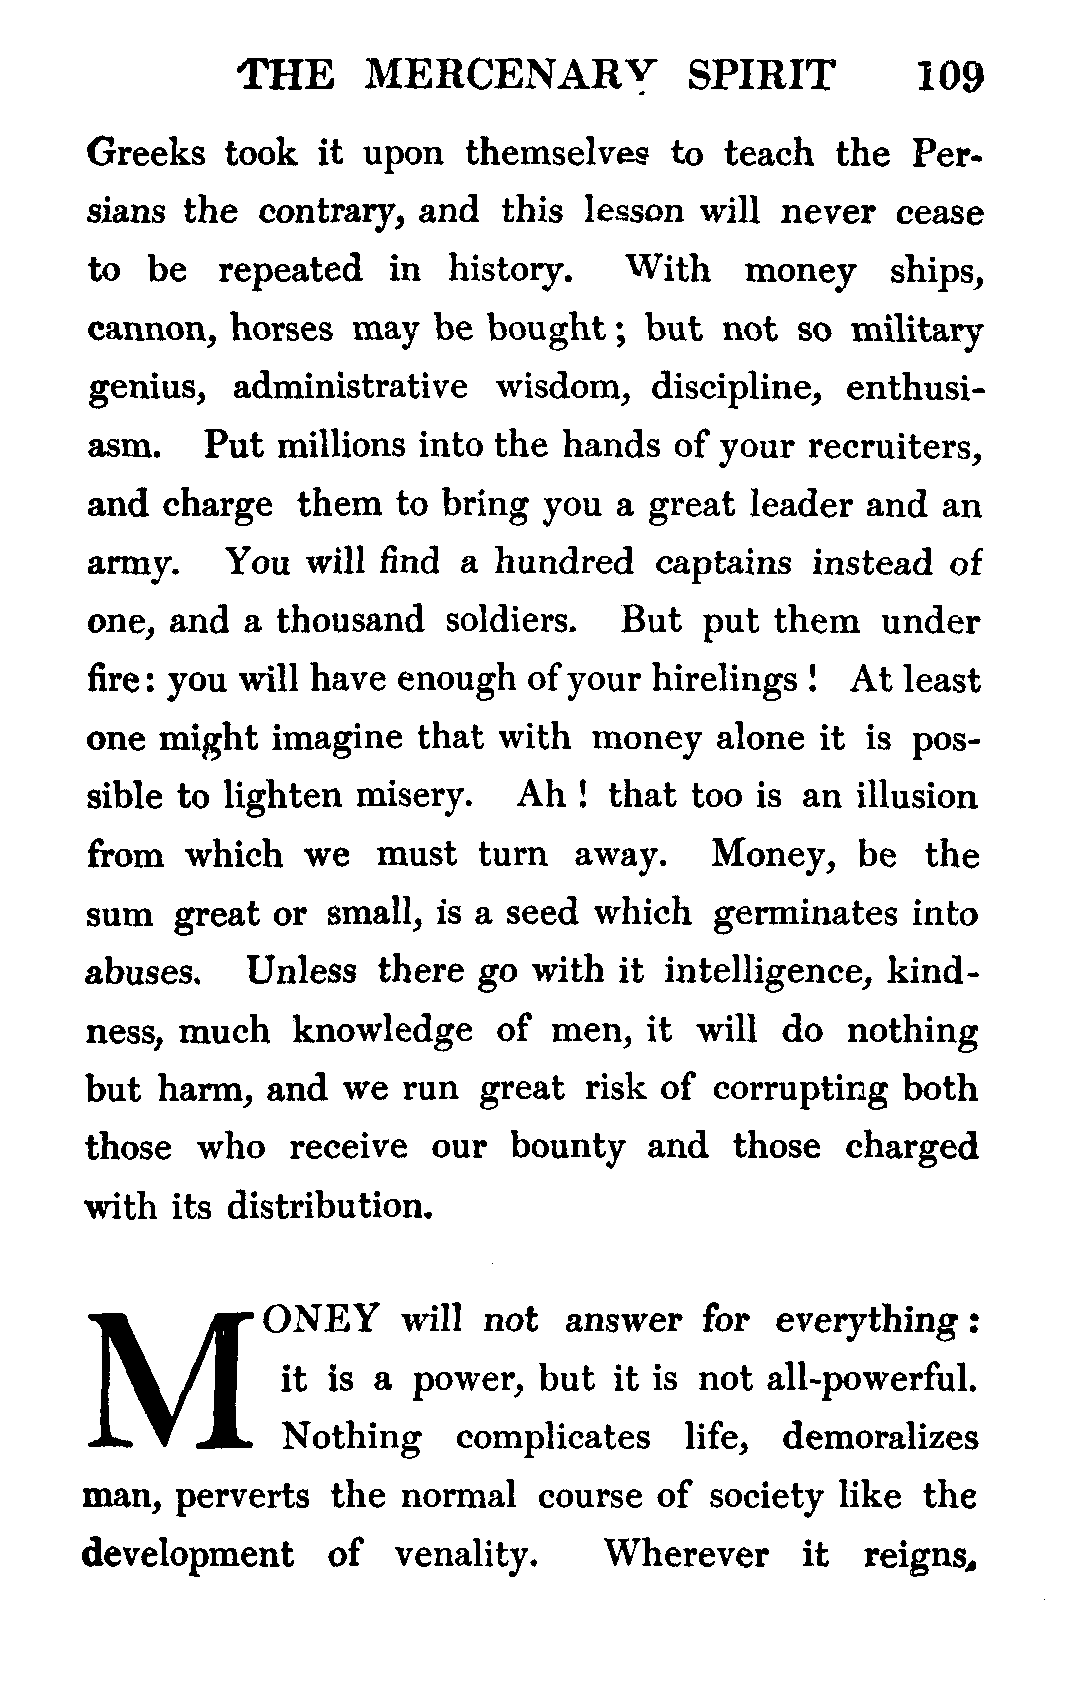 THE MERCENARY SPIRIT 109
Greeks took it upon themselves to teach the Per-
sians the contrary, and this lesson will never cease
to be repeated in history. With money ships,
cannon, horses may be bought ; but not so military
genius, administrative wisdom, discipline, enthusi-
asm. Put millions into the hands of your recruiters,
and charge them to bring you a great leader and an
army. You will find a hundred captains instead of
one, and a thousand soldiers. But put them under
fire : you will have enough of your hirelings ! At least
one might imagine that with money alone it is pos-
sible to lighten misery. Ah ! that too is an illusion
from which we must turn away. Money, be the
sum great or small, is a seed which germinates into
abuses. Unless there go with it intelligence, kind-
ness, much knowledge of men, it will do nothing
but harm, and we run great risk of corrupting both
those who receive our bounty and those charged
with its distribution.
MONEY will not answer for everything :
it is a power, but it is not all-powerful.
Nothing complicates life, demoralizes
man, perverts the normal course of society like the
development of venality. Wherever it reigns,